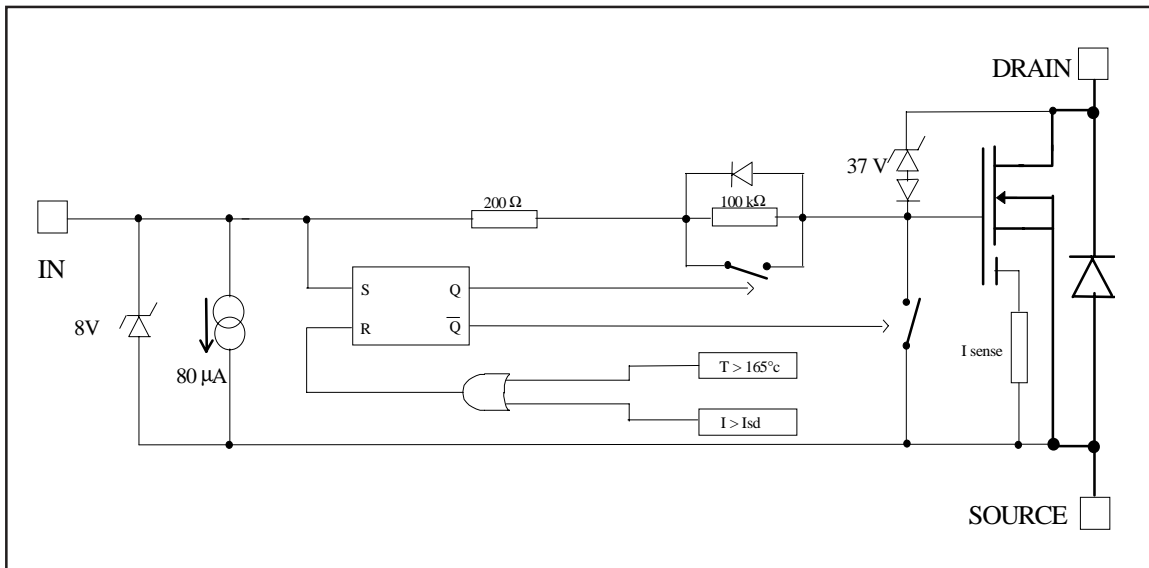 DRAIN
37 V
200 Ω
100 kΩ
IN
S
Q
R
Q̅
8V
80 μA
I sense
T > 165°c
I > Isd
SOURCE